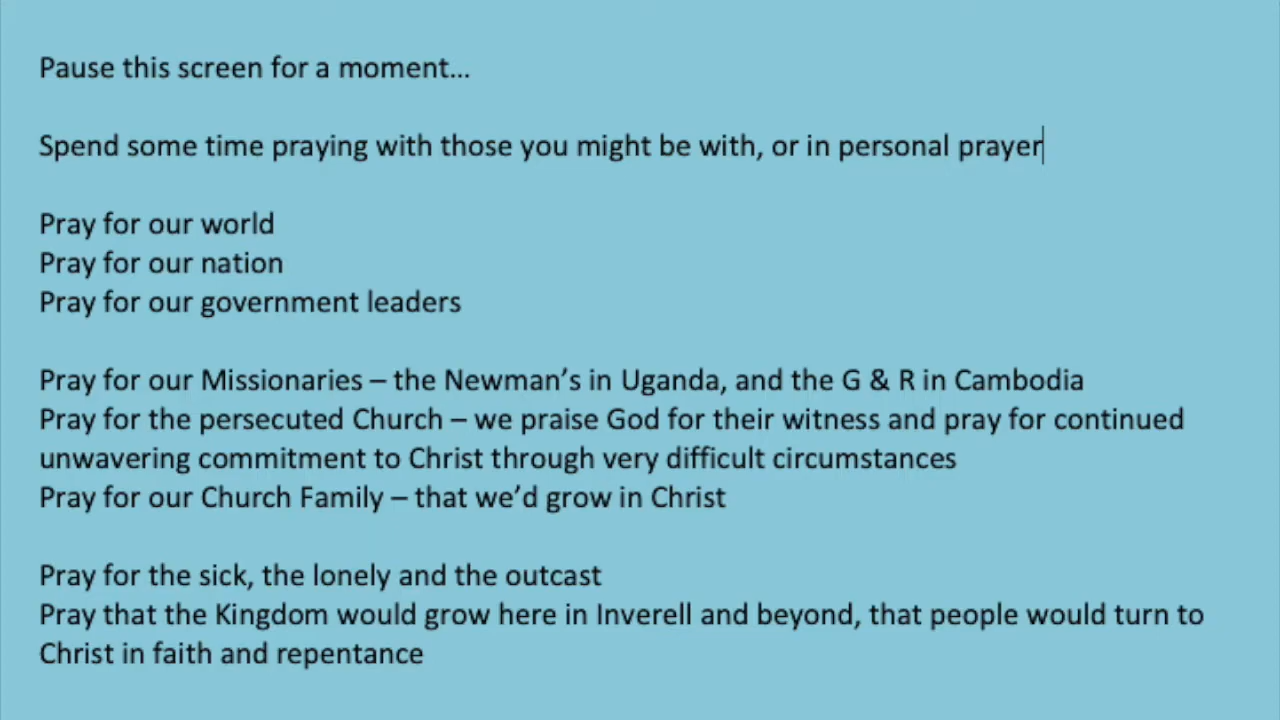 Pause this screen for a moment...
Spend some time praying with those you might be with, or in personal prayer
Pray for our world
Pray for our nation
Pray for our government leaders
Pray for our Missionaries – the Newman’s in Uganda, and the G & R in Cambodia
Pray for the persecuted Church – we praise God for their witness and pray for continued
unwavering commitment to Christ through very difficult circumstances
Pray for our Church Family – that we’d grow in Christ
Pray for the sick, the lonely and the outcast
Pray that the Kingdom would grow here in Inverell and beyond, that people would turn to
Christ in faith and repentance